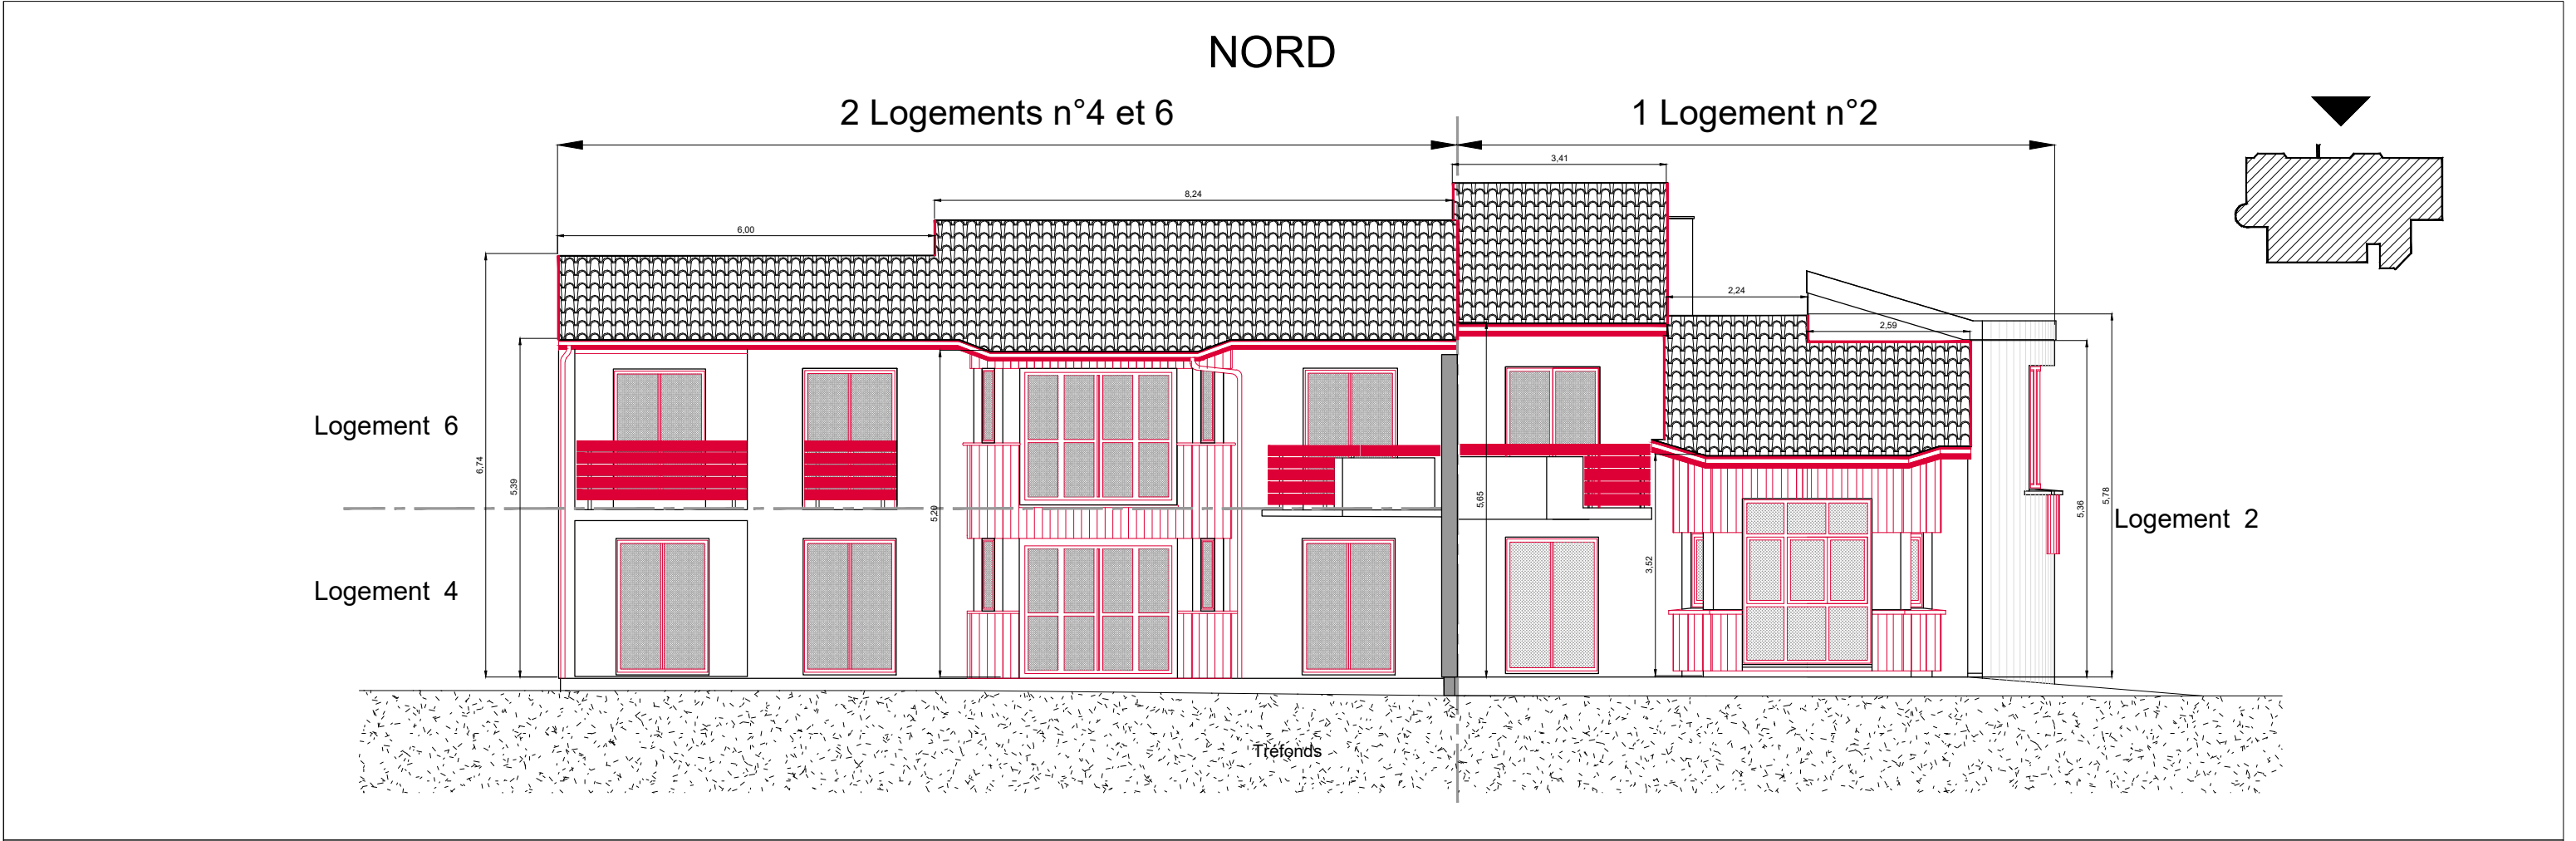 NORD
2 Logements n°4 et 6
1 Logement n°2
3,41
8,24
6,00
2,24
2,59
Logement 6
6,74
5,39
5,20
5,65
3,52
5,36
5,78
Logement 2
Logement 4
Tréfonds